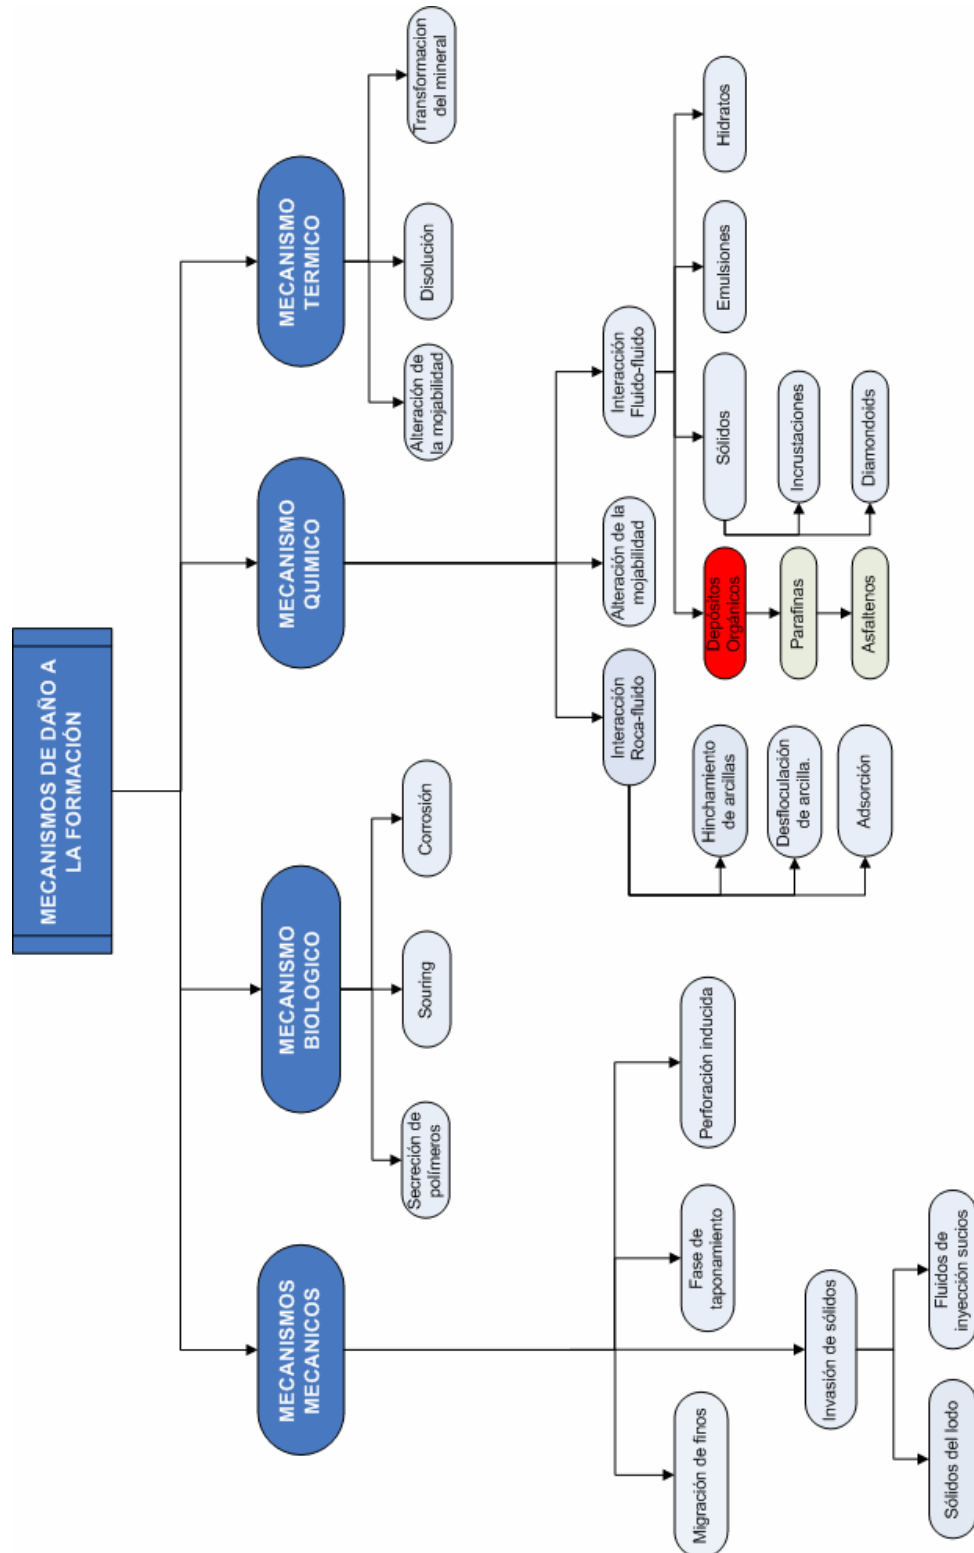 MECANISMOS DE DAÑO A
LA FORMACIÓN
MECANISMOS
MECANICOS
MECANISMO
BIOLOGICO
MECANISMO
QUIMICO
MECANISMO
TERMICO
Secreción de
polímeros
Souring
Corrosión
Alteración de
la mojabilidad
Disolución
Transformacion
del mineral
Interacción
Roca-fluido
Alteración de la
mojabilidad
Interacción
Fluido-fluido
Migración de finos
Fase de
taponamiento
Perforación inducida
Hinchamiento
de arcillas
Depósitos
Orgánicos
Sólidos
Emulsiones
Hidratos
Desfloculación
de arcilla.
Parafinas
Incrustaciones
Invasión de sólidos
Adsorción
Asfaltenos
Diamondoids
Sólidos del lodo
Fluidos de
inyección sucios